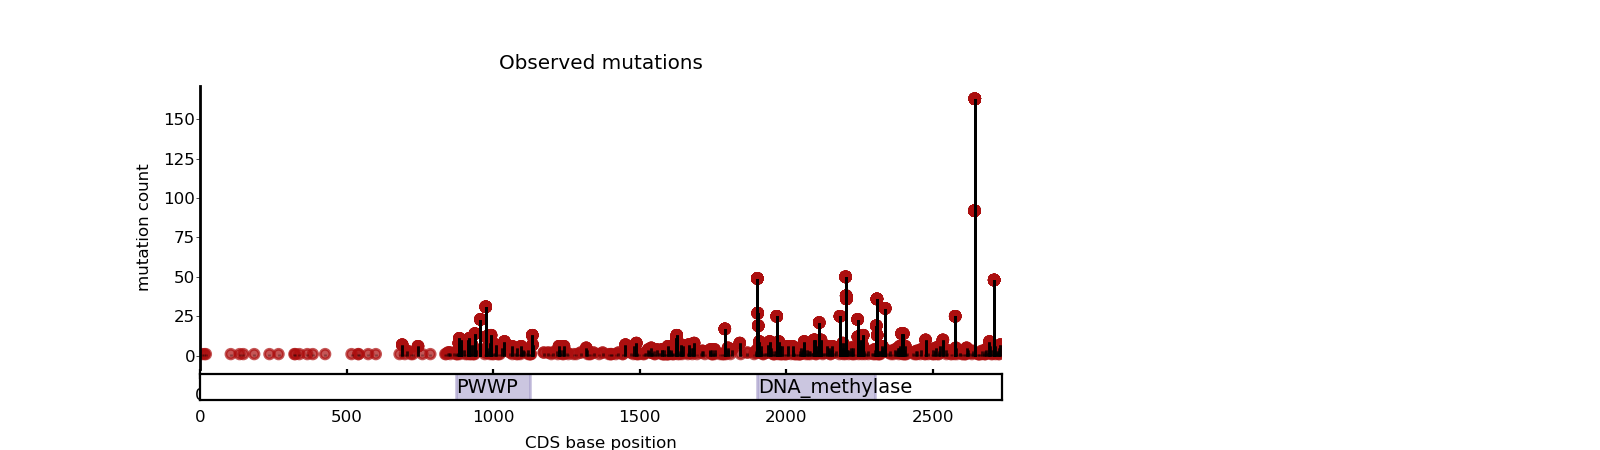 Observed mutations
mutation count
150
125
100
75
50
25
0
PWWP DNA_methylase
0 500 1000 1500 2000 2500
CDS base position